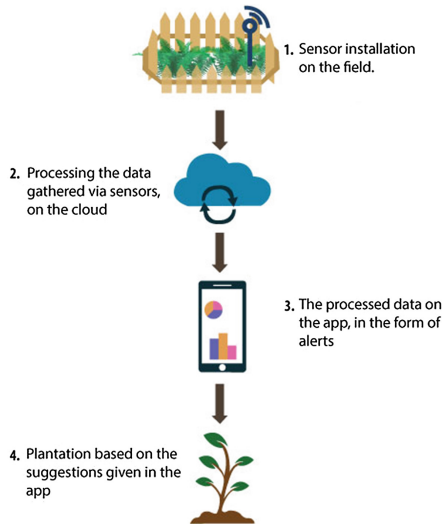 1. Sensor installation
on the field.
2. Processing the data
gathered via sensors,
on the cloud
3. The processed data on
the app, in the form of
alerts
4. Plantation based on the
suggestions given in the
app